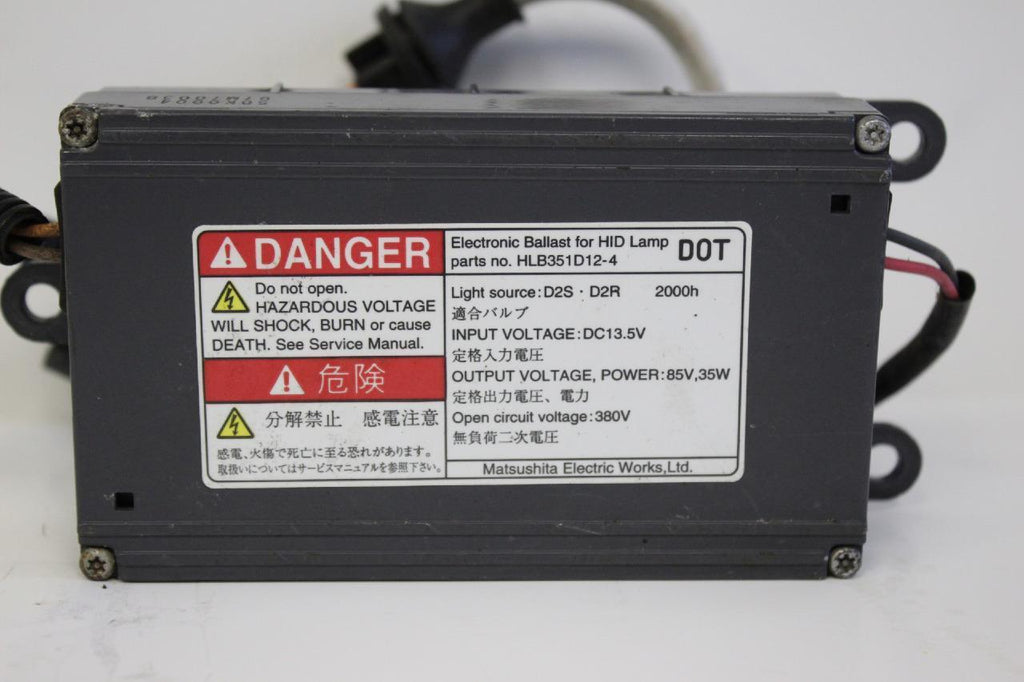 DANGER
Do not open.
HAZARDOUS VOLTAGE
WILL SHOCK, BURN or cause
DEATH. See Service Manual.
危険
分解禁止 感電注意
感電、火傷で死亡に至る恐れがあります。
取扱いについてはサービスマニュアルを参照下さい。
Electronic Ballast for HID Lamp
parts no. HLB351D12-4
DOT
Light source:D2S · D2R 2000h
適合バルブ
INPUT VOLTAGE:DC13.5V
定格入力電圧
OUTPUT VOLTAGE, POWER:85V,35W
定格出力電圧、電力
Open circuit voltage:380V
無負荷二次電圧
Matsushita Electric Works,Ltd.